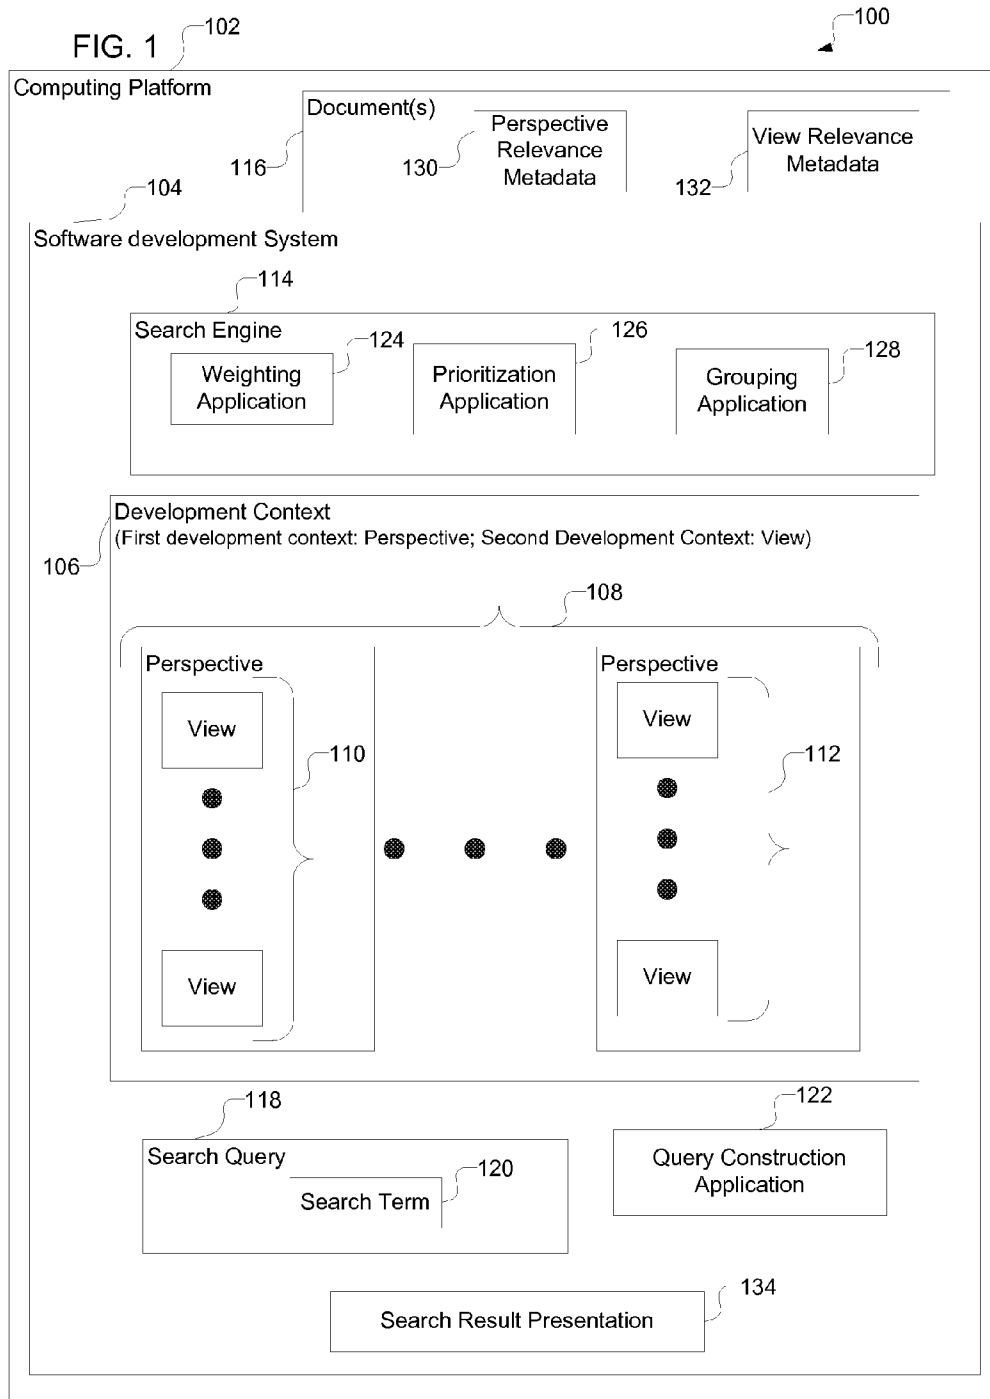 100
102
FIG. 1
Computing Platform
Document(s)
116
130
Perspective
Relevance
Metadata
132
View Relevance
Metadata
104
Software development System
114
Search Engine
124
Weighting
Application
126
Prioritization
Application
128
Grouping
Application
106
Development Context
(First development context: Perspective; Second Development Context: View)
108
Perspective
View
110
View
Perspective
View
112
View
118
Search Query
120
Search Term
122
Query Construction
Application
134
Search Result Presentation